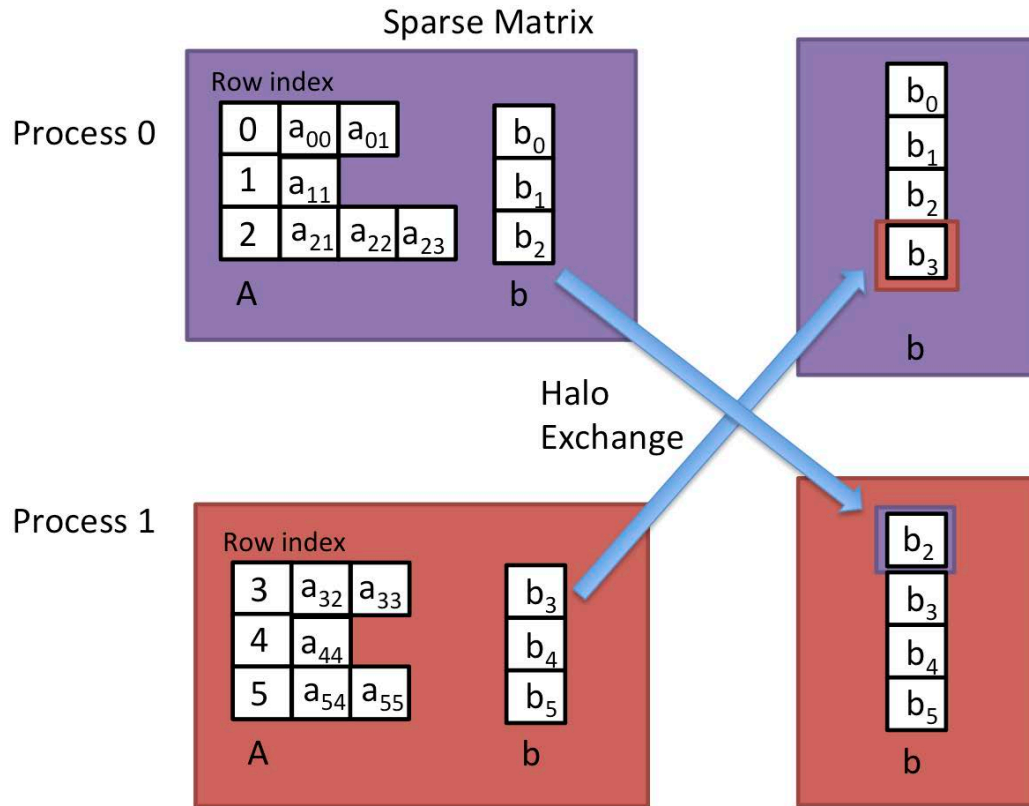 Sparse Matrix
Process 0
Row index
0 a₀₀ a₀₁
1 a₁₁
2 a₂₁ a₂₂ a₂₃
A
b₀
b₁
b₂
b
b₀
b₁
b₂
b₃
b
Halo
Exchange
Process 1
Row index
3 a₃₂ a₃₃
4 a₄₄
5 a₅₄ a₅₅
A
b₃
b₄
b₅
b
b₂
b₃
b₄
b₅
b